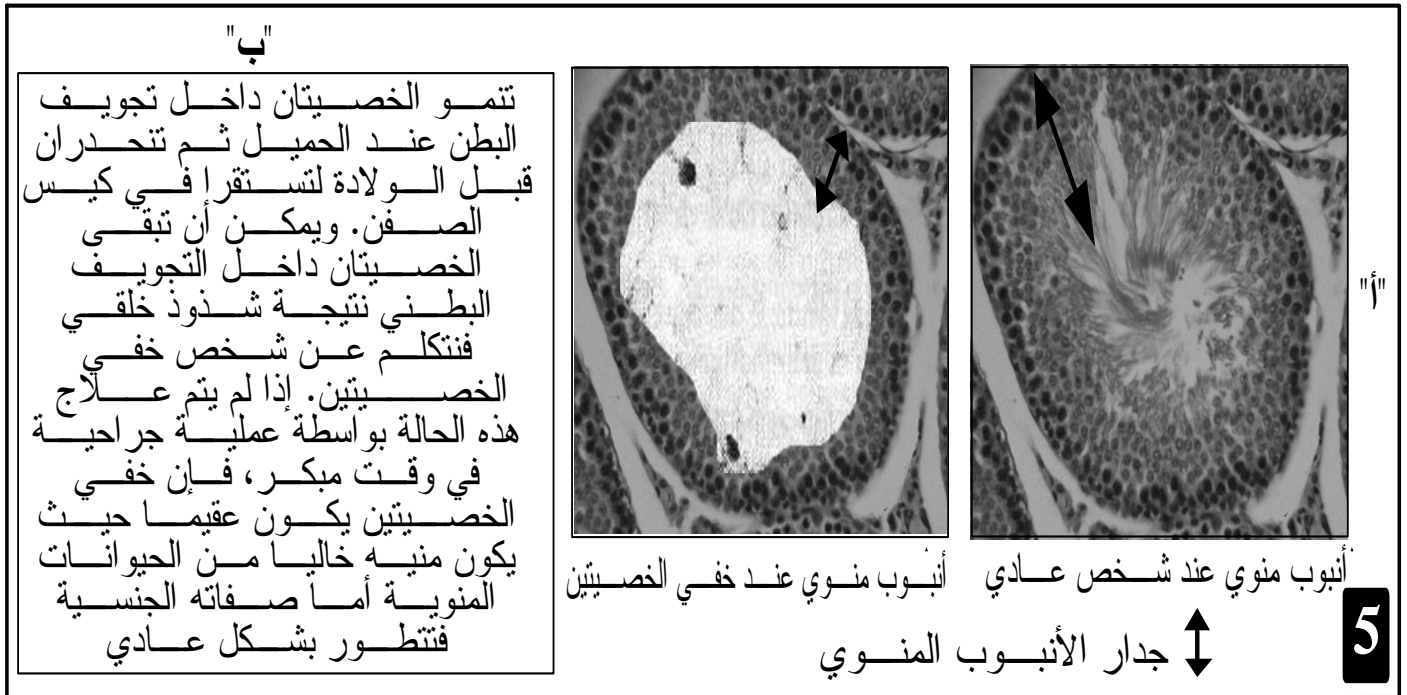 "أ"
أنبوب منوي عند شخص عادي
أنبوب منوي عند خفي الخصيتين
جدار الأنبوب المنوي
5
"ب"
تنمو الخصيتان داخل تجويف
البطن عند الحميل ثم تتحدران
قبل الولادة لتستقرا في كيس
الصفن. ويمكن أن تبقى
الخصيتان داخل التجويف
البطني نتيجة شذوذ خلقي
فنتكلم عن شخص خفي
الخصيتين. إذا لم يتم علاج
هذه الحالة بواسطة عملية جراحية
في وقت مبكر، فإن خفي
الخصيتين يكون عقيما حيث
يكون منيه خاليا من الحيوانات
المنوية أما صفاته الجنسية
فتتطور بشكل عادي